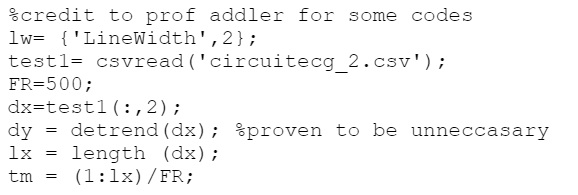 %credit to prof addler for some codes
lw= {'LineWidth',2};
test1= csvread('circuitecg_2.csv');
FR=500;
dx=test1(:,2);
dy = detrend(dx); %proven to be unneccasary
lx = length (dx);
tm = (1:lx)/FR;